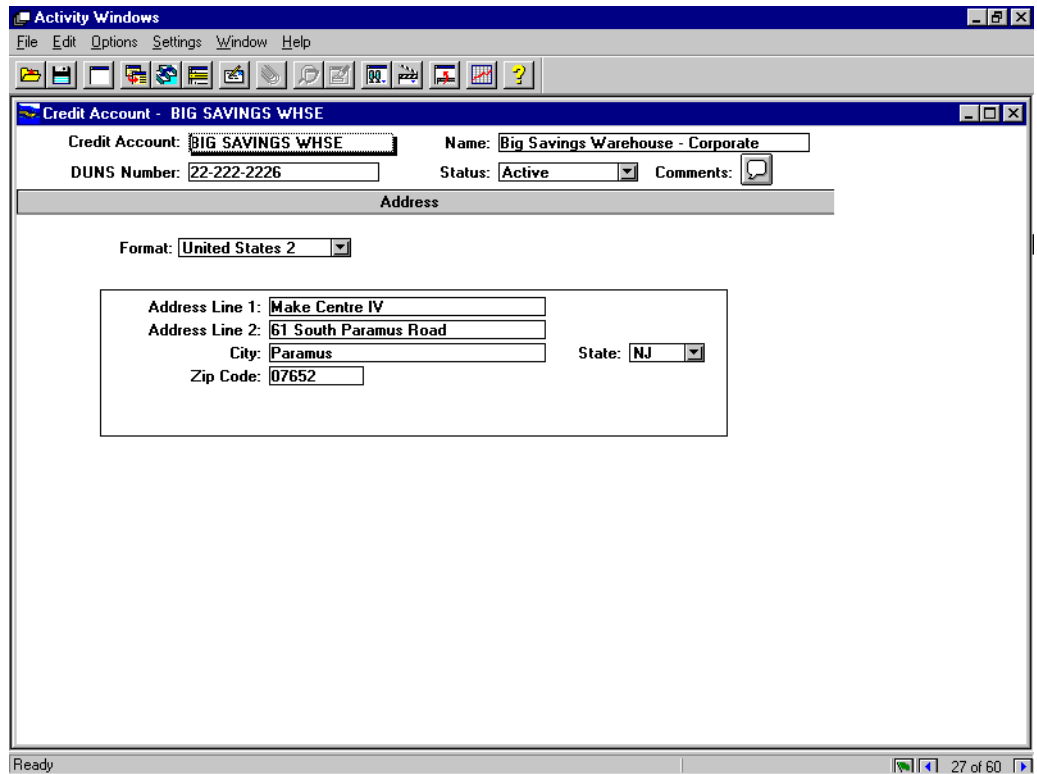 Activity Windows
File Edit Options Settings Window Help
Credit Account - BIG SAVINGS WHSE
Credit Account: BIG SAVINGS WHSE Name: Big Savings Warehouse - Corporate
DUNS Number: 22-222-2226 Status: Active Comments:
Address
Format: United States 2
Address Line 1: Make Centre IV
Address Line 2: 61 South Paramus Road
City: Paramus State: NJ
Zip Code: 07652
Ready 27 of 60